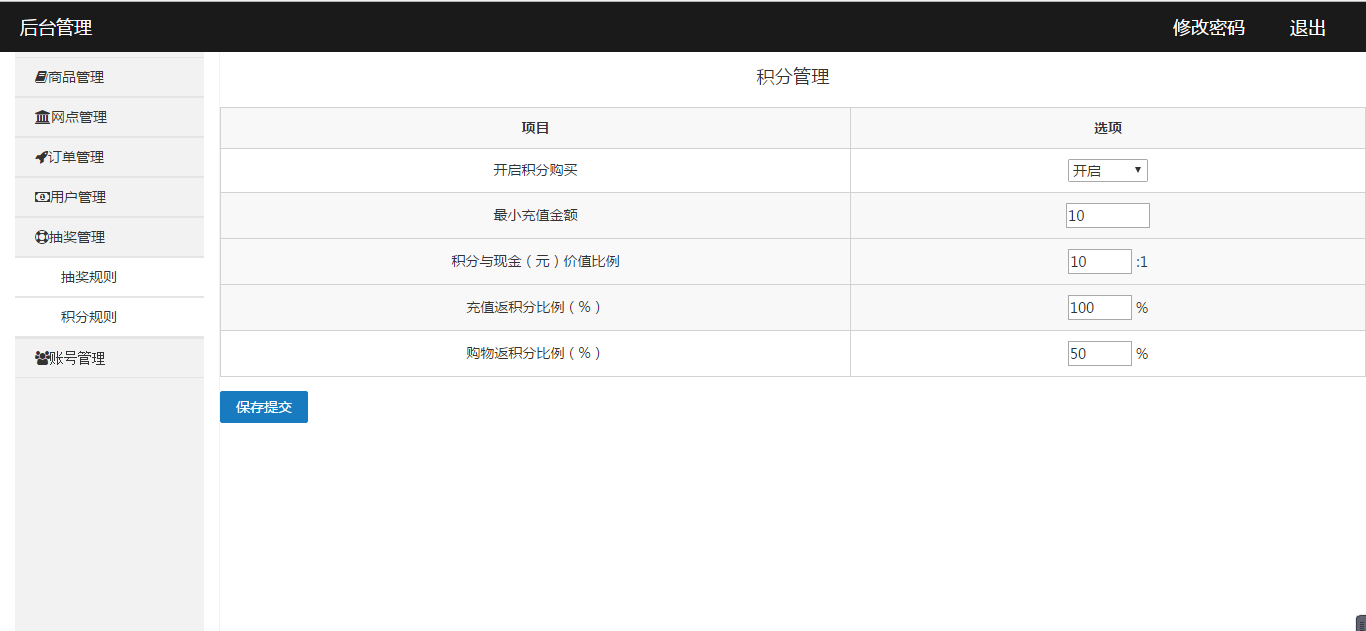 后台管理
修改密码
退出
商品管理
网点管理
订单管理
用户管理
抽奖管理
抽奖规则
积分规则
账号管理
积分管理
项目
选项
开启积分购买
开启
最小充值金额
10
积分与现金（元）价值比例
10 :1
充值返积分比例（%）
100 %
购物返积分比例（%）
50 %
保存提交